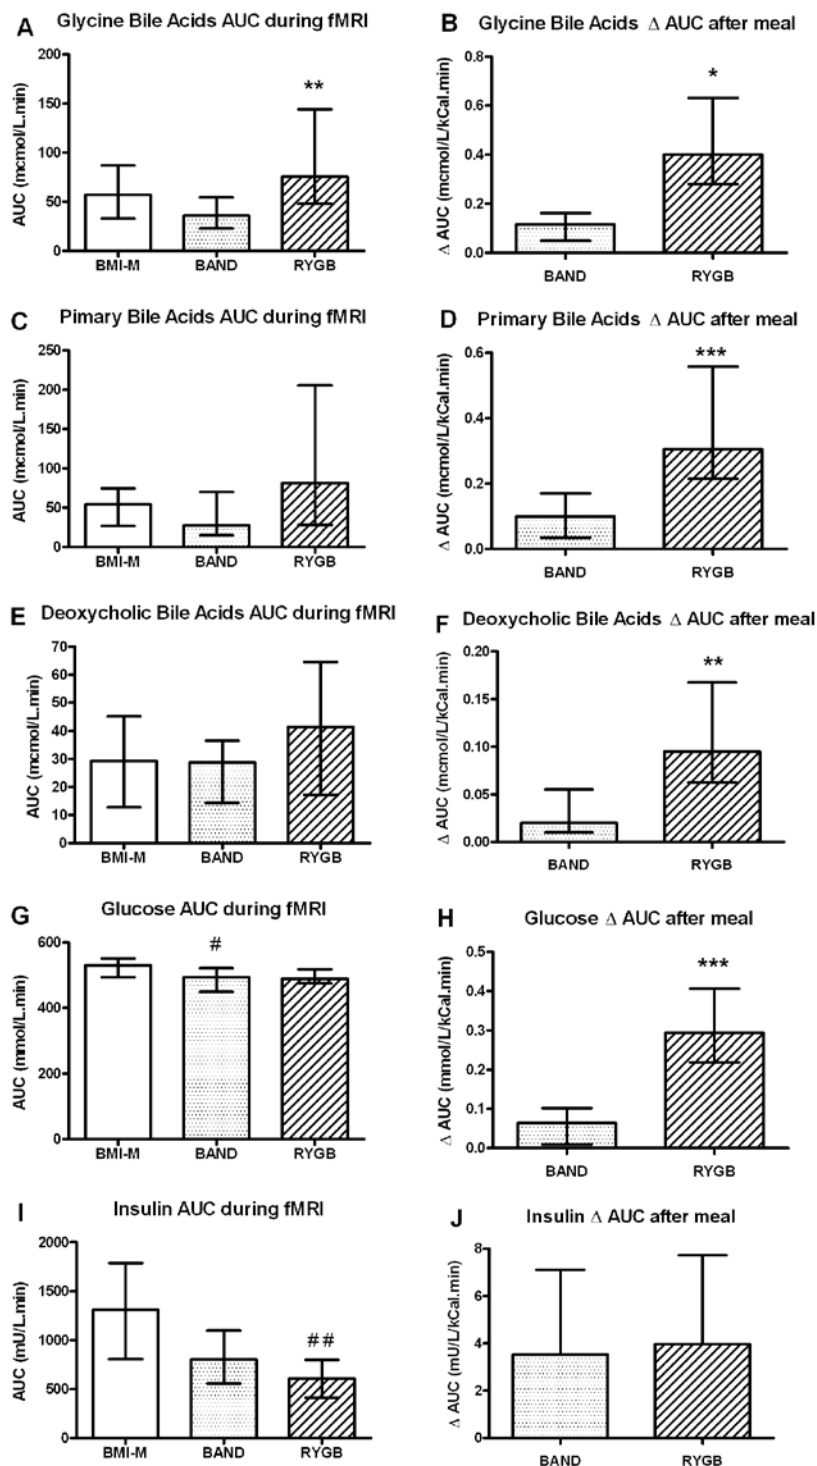 A Glycine Bile Acids AUC during fMRI
AUC (mcmol/L.min)
200
150
100
50
0
BMI-M BAND RYGB
**
B Glycine Bile Acids Δ AUC after meal
Δ AUC (mcmol/L/kCal.min)
0.8
0.6
0.4
0.2
0.0
BAND RYGB
*
C Pimary Bile Acids AUC during fMRI
AUC (mcmol/L.min)
250
200
150
100
50
0
BMI-M BAND RYGB
D Primary Bile Acids Δ AUC after meal
Δ AUC (mcmol/L/kCal.min)
0.6
0.4
0.2
0.0
BAND RYGB
***
E Deoxycholic Bile Acids AUC during fMRI
AUC (mcmol/L.min)
70
60
50
40
30
20
10
0
BMI-M BAND RYGB
F Deoxycholic Bile Acids Δ AUC after meal
Δ AUC (mcmol/L/kCal.min)
0.20
0.15
0.10
0.05
0.00
BAND RYGB
**
G Glucose AUC during fMRI
AUC (mmol/L.min)
600
400
200
0
BMI-M BAND RYGB
#
H Glucose Δ AUC after meal
Δ AUC (mmol/L/kCal.min)
0.5
0.4
0.3
0.2
0.1
0.0
BAND RYGB
***
I Insulin AUC during fMRI
AUC (mU/L.min)
2000
1500
1000
500
0
BMI-M BAND RYGB
##
J Insulin Δ AUC after meal
Δ AUC (mU/L/kCal.min)
8
6
4
2
0
BAND RYGB